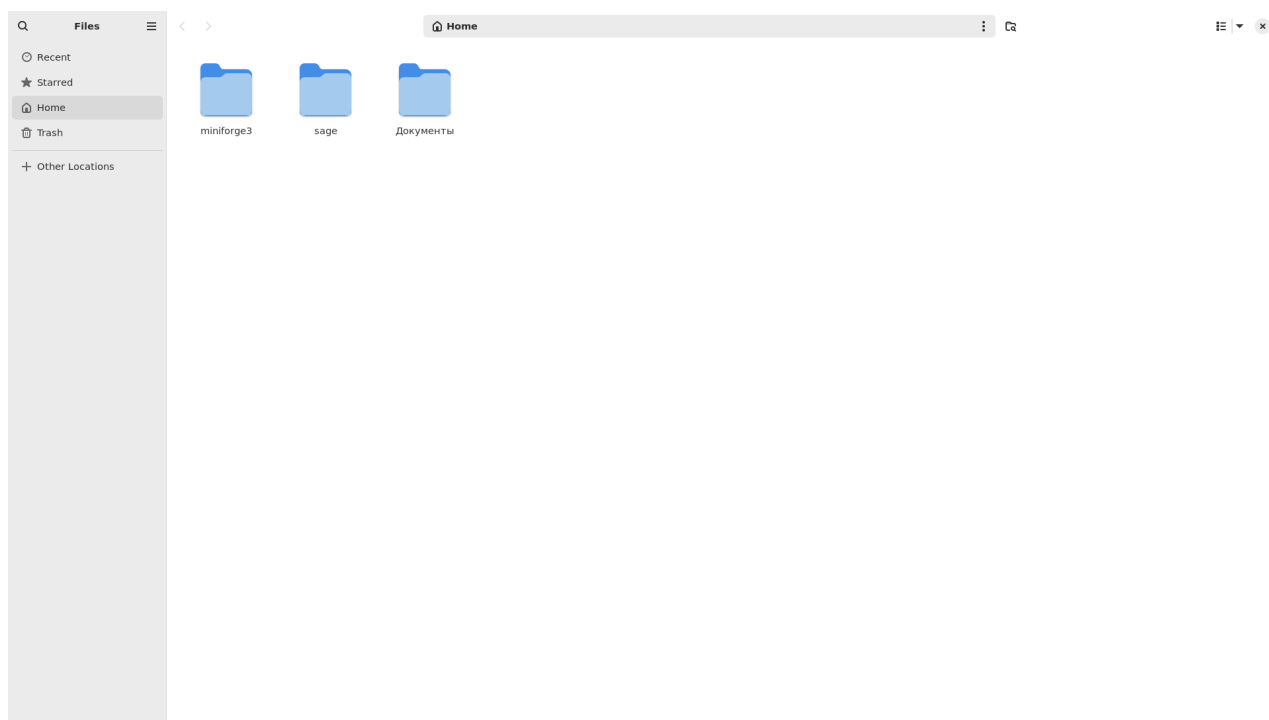 Files
Home
Recent
Starred
Home
Trash
Other Locations
miniforge3
sage
Документы